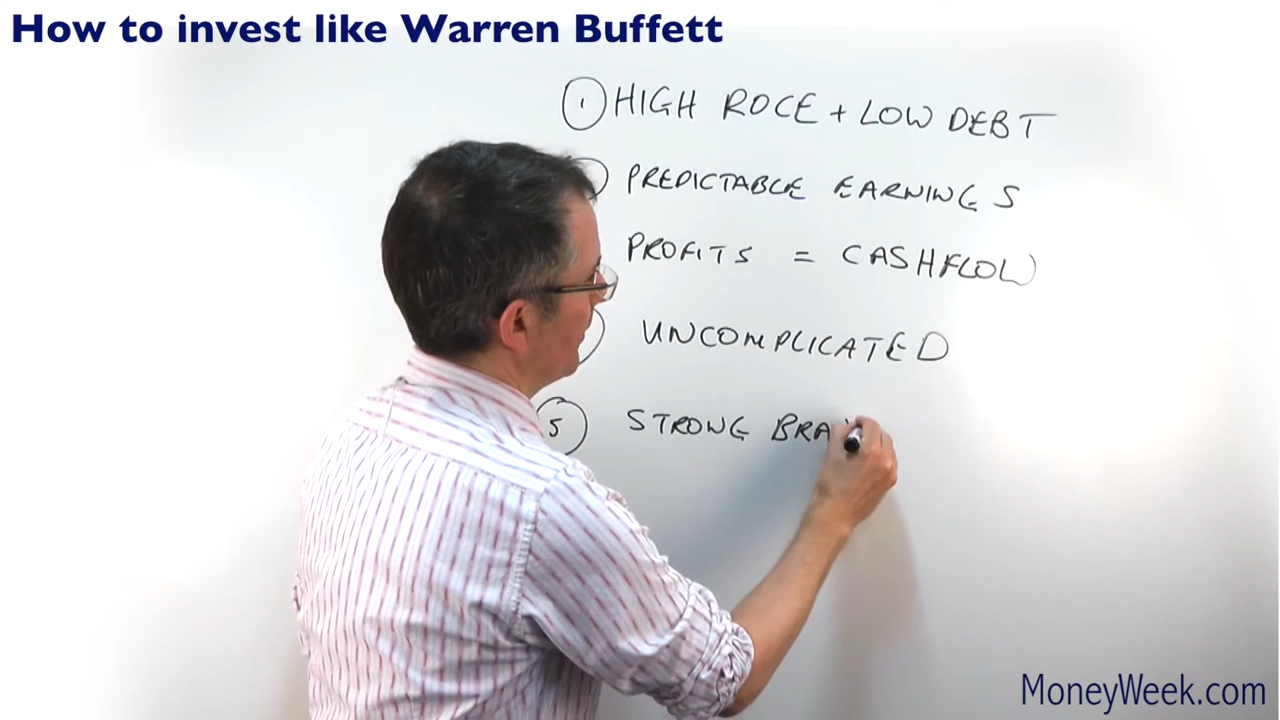 How to invest like Warren Buffett
1 HIGH ROCE + LOW DEBT
PREDICTABLE EARNINGS
PROFITS = CASHFLOW
UNCOMPLICATED
5 STRONG BRA
MoneyWeek.com